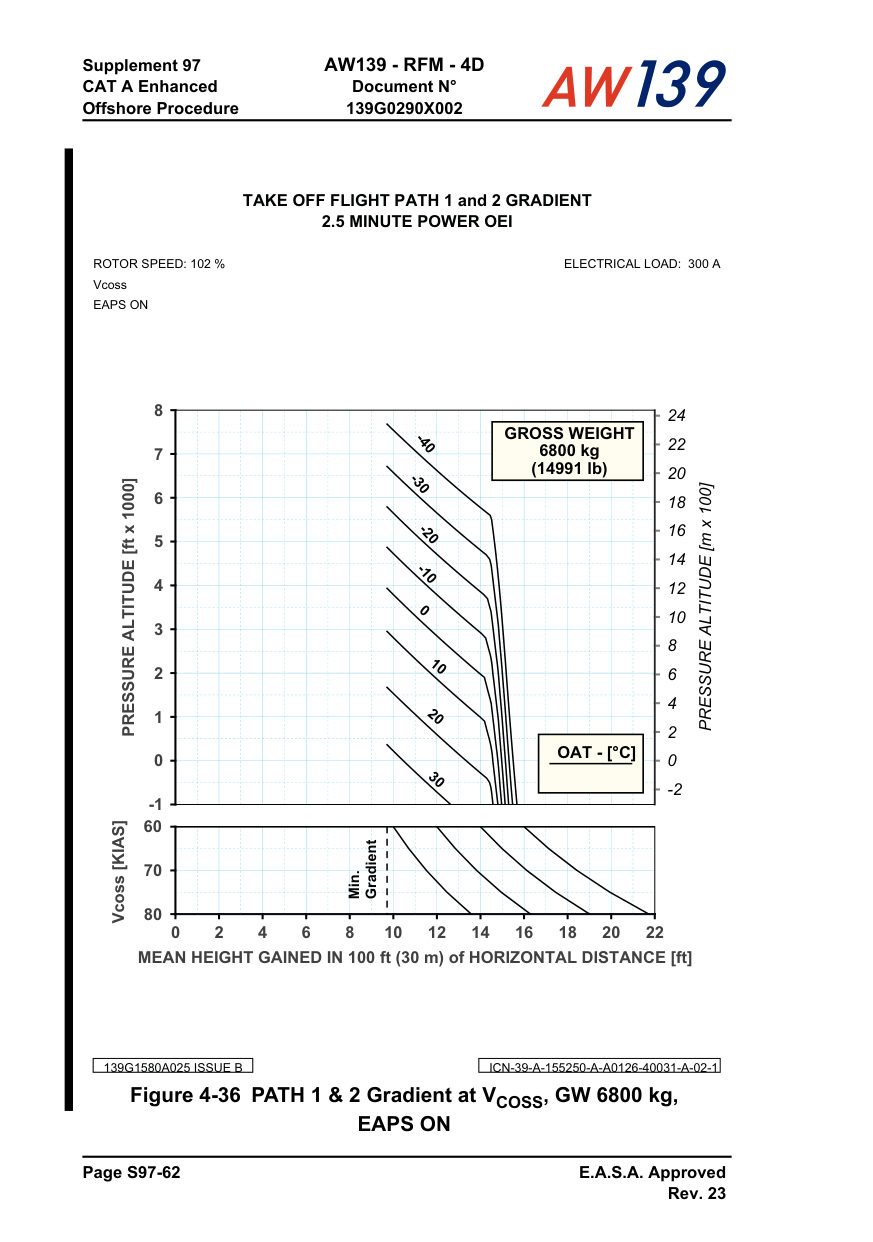 Supplement 97
CAT A Enhanced
Offshore Procedure
AW139 - RFM - 4D
Document N°
139G0290X002
AW139
TAKE OFF FLIGHT PATH 1 and 2 GRADIENT
2.5 MINUTE POWER OEI
ROTOR SPEED: 102 %
ELECTRICAL LOAD: 300 A
Vcoss
EAPS ON
GROSS WEIGHT
6800 kg
(14991 lb)
PRESSURE ALTITUDE [ft x 1000]
8
7
6
5
4
3
2
1
0
-1
-40
-30
-20
-10
0
10
20
30
24
22
20
18
16
14
12
10
8
6
4
2
0
-2
PRESSURE ALTITUDE [m x 100]
OAT - [°C]
Vcoss [KIAS]
60
70
80
Min.
Gradient
0 2 4 6 8 10 12 14 16 18 20 22
MEAN HEIGHT GAINED IN 100 ft (30 m) of HORIZONTAL DISTANCE [ft]
139G1580A025 ISSUE B
ICN-39-A-155250-A-A0126-40031-A-02-1
Figure 4-36 PATH 1 & 2 Gradient at VCOSS, GW 6800 kg,
EAPS ON
Page S97-62
E.A.S.A. Approved
Rev. 23